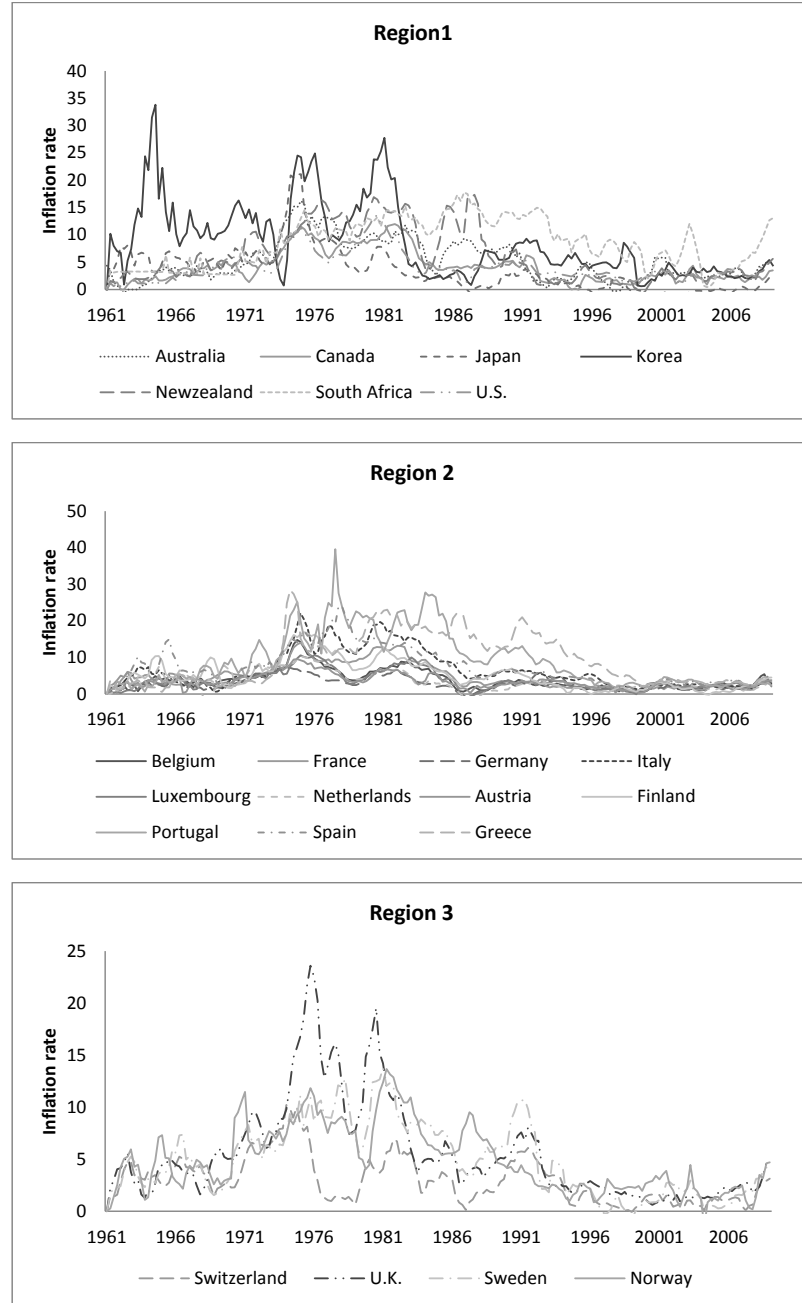 Region1
40
35
30
25
20
15
10
5
0
Inflation rate
1961 1966 1971 1976 1981 1986 1991 1996 20001 2006
Australia Canada Japan Korea
Newzealand South Africa U.S.
Region 2
50
40
30
20
10
0
Inflation rate
1961 1966 1971 1976 1981 1986 1991 1996 20001 2006
Belgium France Germany Italy
Luxembourg Netherlands Austria Finland
Portugal Spain Greece
Region 3
25
20
15
10
5
0
Inflation rate
1961 1966 1971 1976 1981 1986 1991 1996 20001 2006
Switzerland U.K. Sweden Norway